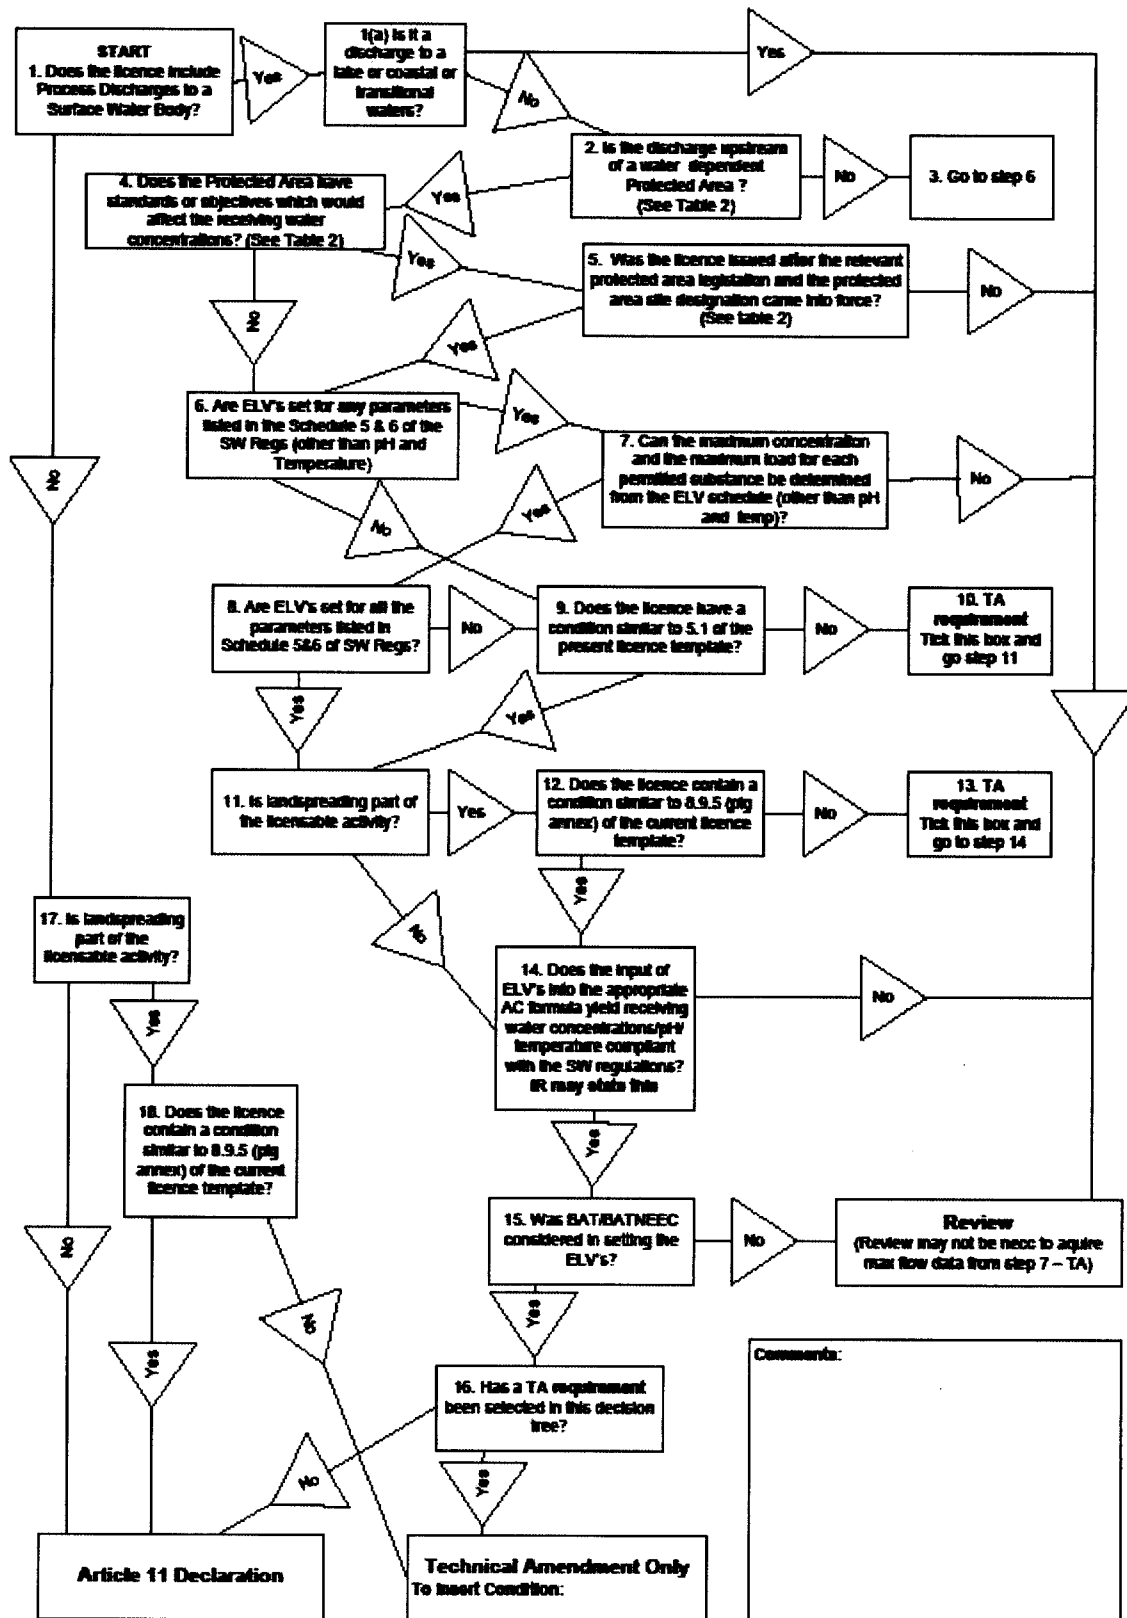 START
1. Does the licence include
Process Discharges to a
Surface Water Body?
Yes
1(a) Is it a
discharge to a
lake or coastal or
transitional
waters?
Yes
No
2. Is the discharge upstream
of a water dependent
Protected Area ?
(See Table 2)
No
3. Go to step 6
Yes
4. Does the Protected Area have
standards or objectives which would
affect the receiving water
concentrations? (See Table 2)
Yes
No
5. Was the licence issued after the relevant
protected area legislation and the protected
area site designation came into force?
(See table 2)
No
Yes
6. Are ELV's set for any parameters
listed in the Schedule 5 & 6 of the
SW Regs (other than pH and
Temperature)
Yes
No
7. Can the maximum concentration
and the maximum load for each
permitted substance be determined
from the ELV schedule (other than pH
and temp)?
No
Yes
No
8. Are ELV's set for all the
parameters listed in
Schedule 5&6 of SW Regs?
No
Yes
9. Does the licence have a
condition similar to 5.1 of the
present licence template?
No
Yes
10. TA
requirement
Tick this box and
go step 11
11. Is landspreading part of
the licensable activity?
Yes
No
12. Does the licence contain a
condition similar to 8.9.5 (pig
annex) of the current licence
template?
No
Yes
13. TA
requirement
Tick this box and
go to step 14
17. Is landspreading
part of the
licensable activity?
Yes
No
14. Does the input of
ELV's into the appropriate
AC formula yield receiving
water concentrations/pH/
temperature compliant
with the SW regulations?
IR may state this
No
Yes
18. Does the licence
contain a condition
similar to 8.9.5 (pig
annex) of the current
licence template?
Yes
No
15. Was BAT/BATNEEC
considered in setting the
ELV's?
No
Yes
Review
(Review may not be necc to aquire
max flow data from step 7 – TA)
16. Has a TA requirement
been selected in this decision
tree?
No
Yes
Comments:
Article 11 Declaration
Technical Amendment Only
To Insert Condition: